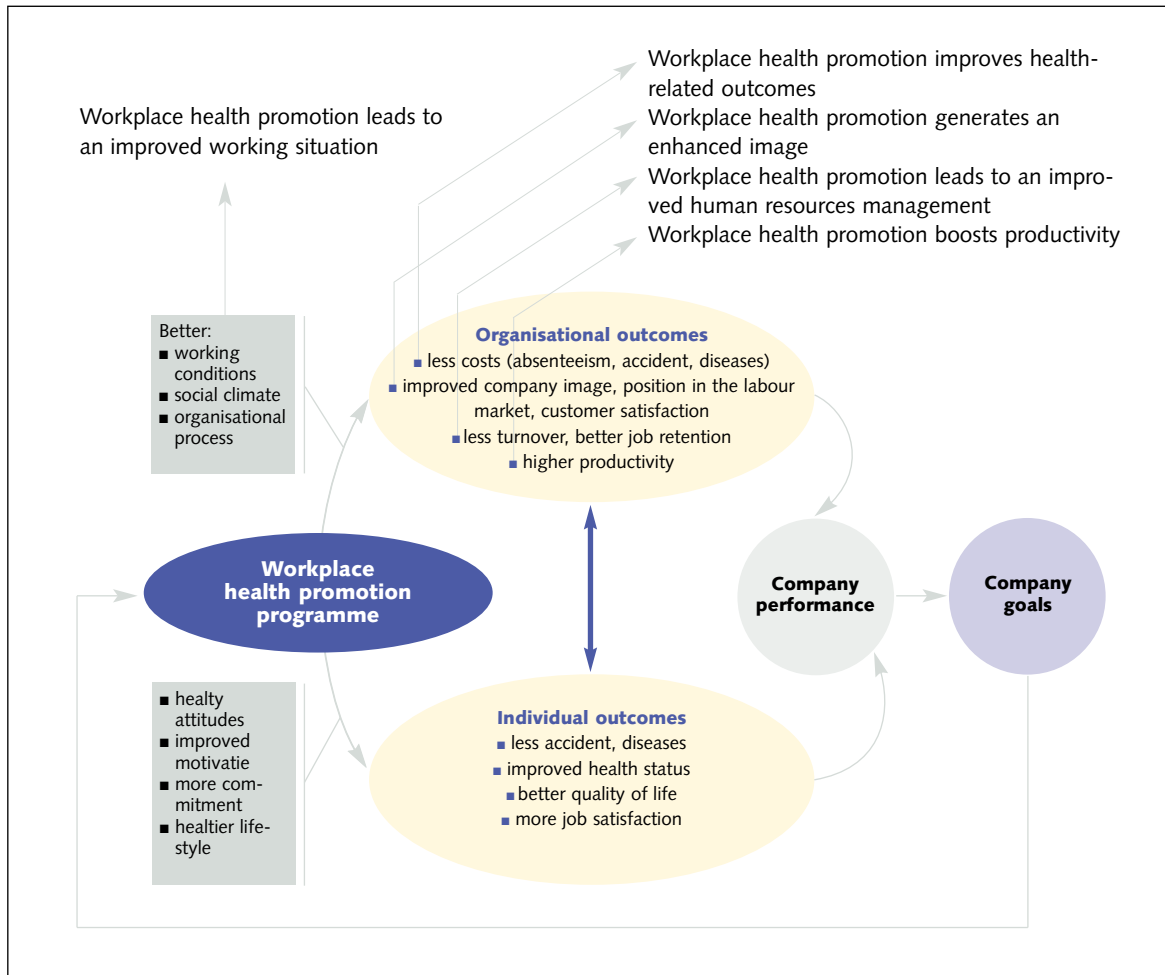 Workplace health promotion improves health-
related outcomes
Workplace health promotion leads to
an improved working situation
Workplace health promotion generates an
enhanced image
Workplace health promotion leads to an impro-
ved human resources management
Workplace health promotion boosts productivity
Better:
■ working
conditions
■ social climate
■ organisational
process
Organisational outcomes
■ less costs (absenteeism, accident, diseases)
■ improved company image, position in the labour
market, customer satisfaction
■ less turnover, better job retention
■ higher productivity
Workplace
health promotion
programme
Company
performance
Company
goals
■ healty
attitudes
■ improved
motivatie
■ more com-
mitment
■ healthier life-
style
Individual outcomes
■ less accident, diseases
■ improved health status
■ better quality of life
■ more job satisfaction